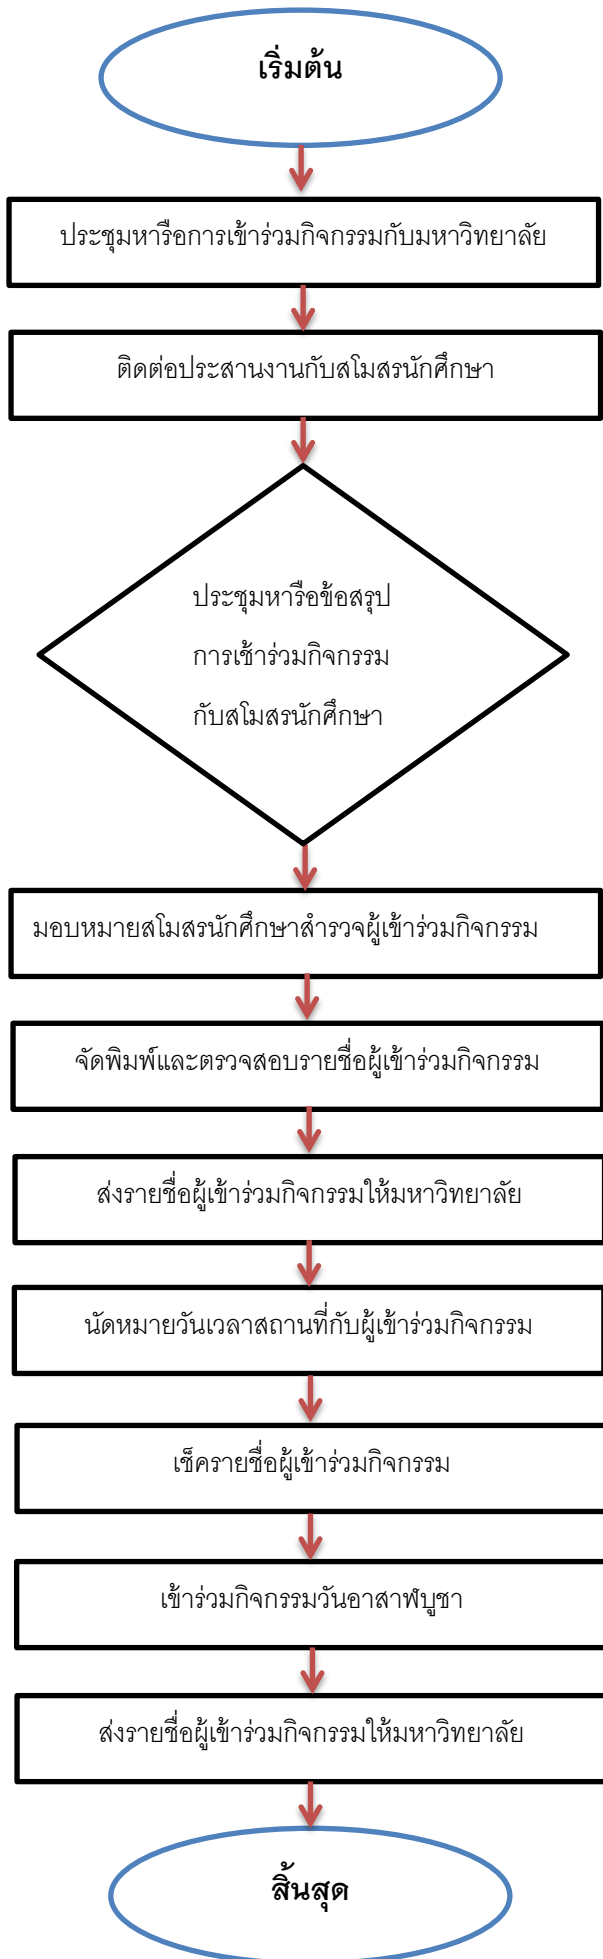 เริ่มต้น
ประชุมหารือการเข้าร่วมกิจกรรมกับมหาวิทยาลัย
ติดต่อประสานงานกับสโมสรนักศึกษา
ประชุมหารือข้อสรุป
การเข้าร่วมกิจกรรม
กับสโมสรนักศึกษา
มอบหมายสโมสรนักศึกษาสำรวจผู้เข้าร่วมกิจกรรม
จัดพิมพ์และตรวจสอบรายชื่อผู้เข้าร่วมกิจกรรม
ส่งรายชื่อผู้เข้าร่วมกิจกรรมให้มหาวิทยาลัย
นัดหมายวันเวลาสถานที่กับผู้เข้าร่วมกิจกรรม
เช็ครายชื่อผู้เข้าร่วมกิจกรรม
เข้าร่วมกิจกรรมวันอาสาฬบูชา
ส่งรายชื่อผู้เข้าร่วมกิจกรรมให้มหาวิทยาลัย
สิ้นสุด